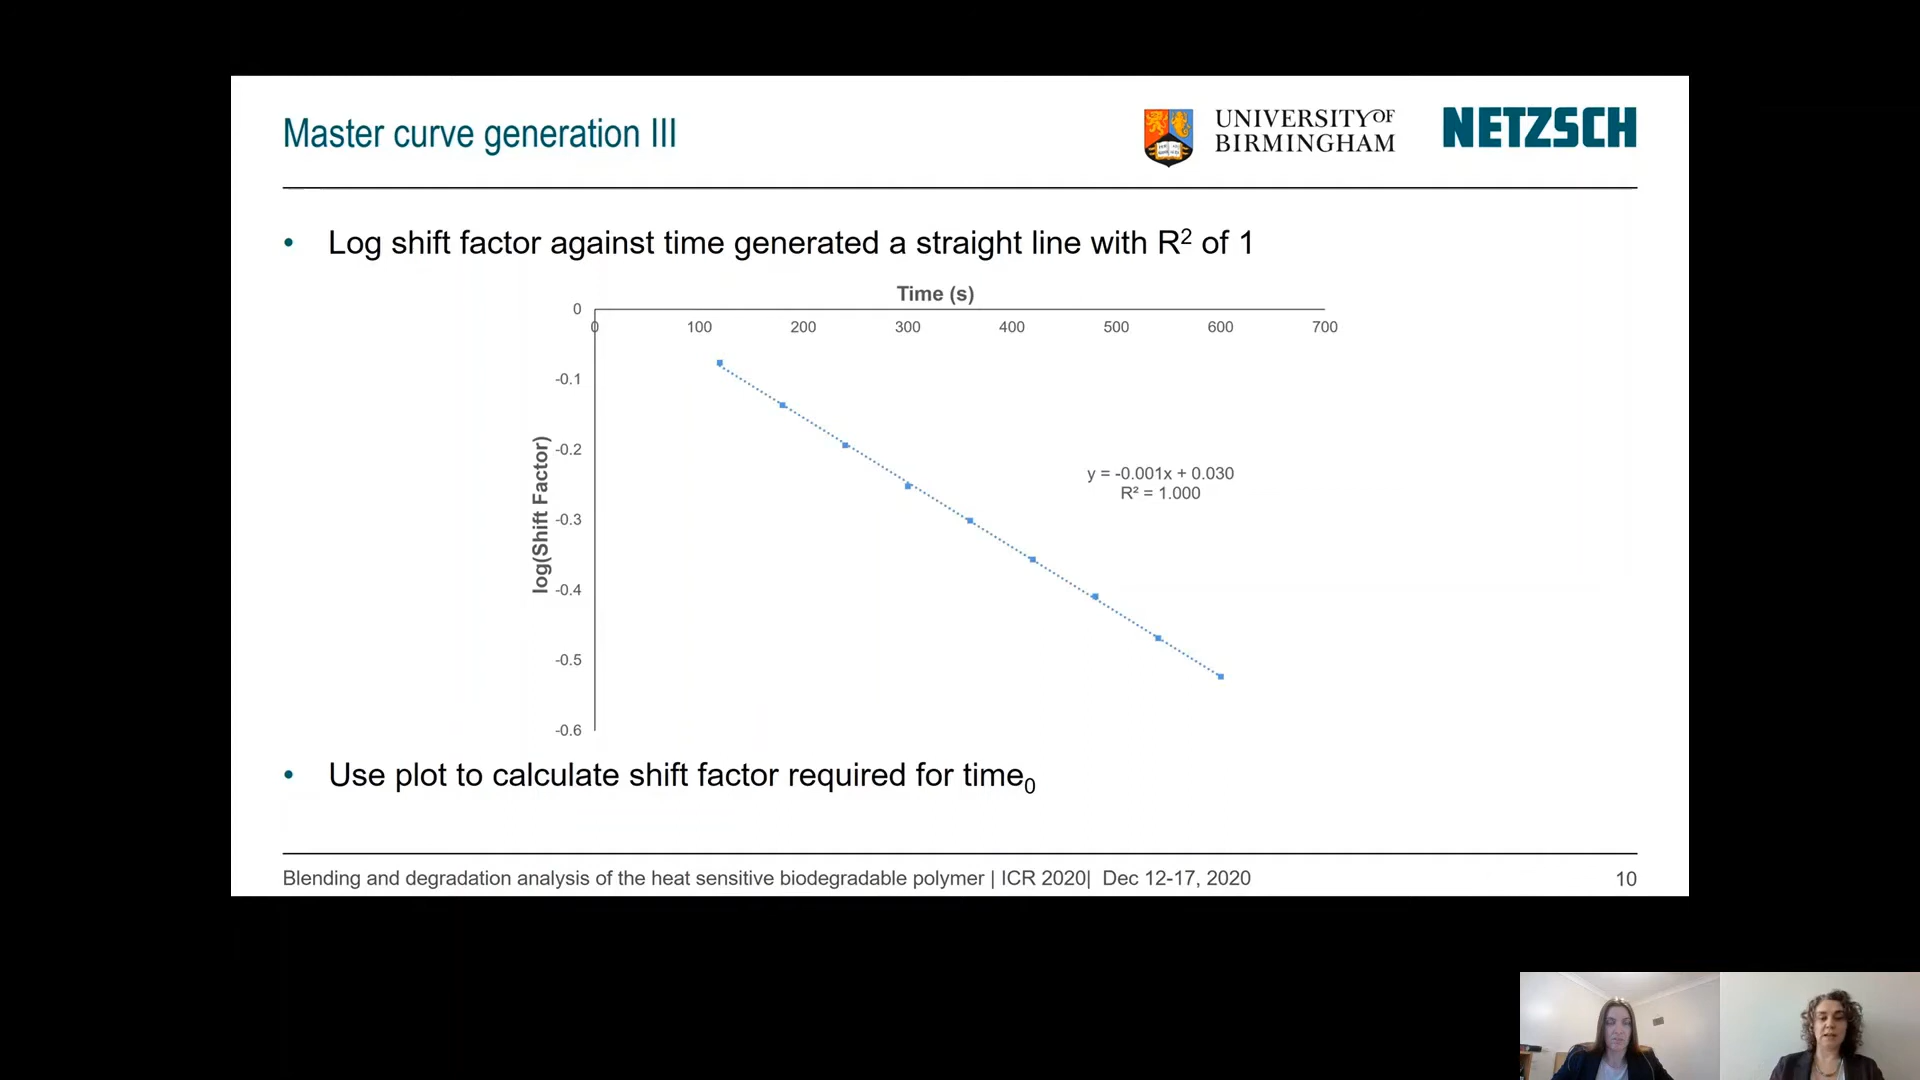 Master curve generation III
UNIVERSITY OF
BIRMINGHAM
NETZSCH
• Log shift factor against time generated a straight line with R² of 1
Time (s)
0
0 100 200 300 400 500 600 700
-0.1
-0.2
-0.3
-0.4
-0.5
-0.6
log(Shift Factor)
y = -0.001x + 0.030
R² = 1.000
• Use plot to calculate shift factor required for time₀
Blending and degradation analysis of the heat sensitive biodegradable polymer | ICR 2020| Dec 12-17, 2020
10